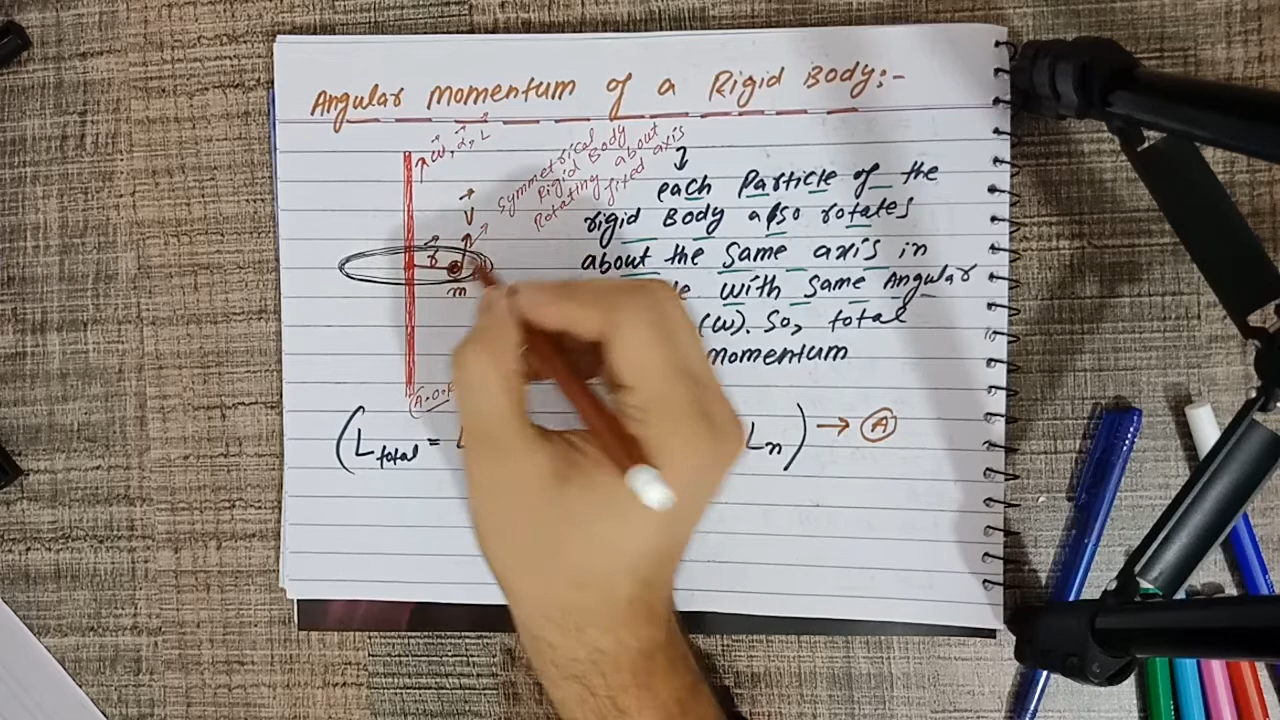 Angular momentum of a Rigid Body:-
ω, α, L
Symmetrical
Rigid Body
Rotating about
fixed axis
V
r
m
each Particle of the
rigid Body also rotates
about the Same axis in
with Same Angular
(ω). So, total
momentum
A.O.R
(L total = L
Ln) → A